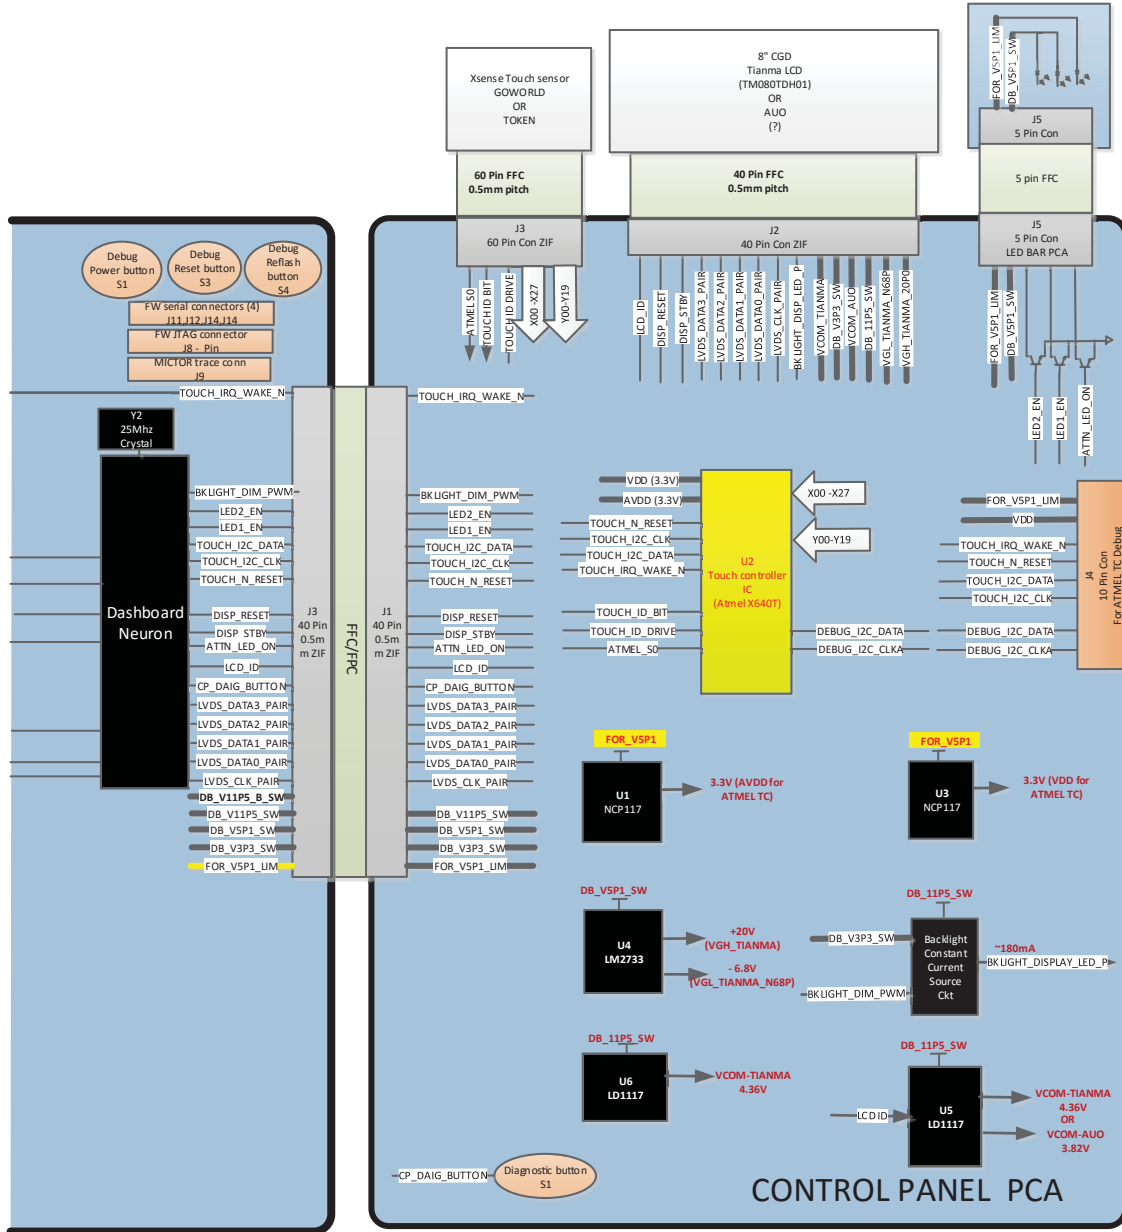 Xsense Touch sensor
GOWORLD
OR
TOKEN
8" CGD
Tianma LCD
(TM080TDH01)
OR
AUO
(?)
FOR_V5P1_LIM
DB_V5P1_SW
J5
5 Pin Con
60 Pin FFC
0.5mm pitch
40 Pin FFC
0.5mm pitch
5 pin FFC
J3
60 Pin Con ZIF
J2
40 Pin Con ZIF
J5
5 Pin Con
LED BAR PCA
ATMEL S0
TOUCH ID BIT
TOUCH ID DRIVE
X00 -X27
Y00-Y19
LCD_ID
DISP_RESET
DISP_STBY
LVDS_DATA3_PAIR
LVDS_DATA2_PAIR
LVDS_DATA1_PAIR
LVDS_DATA0_PAIR
LVDS_CLK_PAIR
BKLIGHT_DISP_LED_P
VCOM_TIANMA
DB_V3P3_SW
VCOM_AUO
DB_11P5_SW
VGL_TIANMA_N68P
VGH_TIANMA_20P0
FOR_V5P1_LIM
DB_V5P1_SW
LED2_EN
LED1_EN
ATTN_LED_ON
Debug
Power button
S1
Debug
Reset button
S3
Debug
Reflash
button
S4
FW serial connectors (4)
J11,J12,J14,J14
FW JTAG connector
J8 - Pin
MICTOR trace conn
J9
TOUCH_IRQ_WAKE_N
Y2
25Mhz
Crystal
Dashboard
Neuron
BKLIGHT_DIM_PWM
LED2_EN
LED1_EN
TOUCH_I2C_DATA
TOUCH_I2C_CLK
TOUCH_N_RESET
DISP_RESET
DISP STBY
ATTN_LED_ON
LCD_ID
CP_DAIG_BUTTON
LVDS_DATA3_PAIR
LVDS_DATA2_PAIR
LVDS_DATA1_PAIR
LVDS_DATA0_PAIR
LVDS_CLK_PAIR
DB_V11P5_B_SW
DB_V11P5_SW
DB_V5P1_SW
DB_V3P3_SW
FOR_V5P1_LIM
J3
40 Pin
0.5m
m ZIF
FFC/FPC
J1
40 Pin
0.5m
m ZIF
TOUCH_IRQ_WAKE_N
BKLIGHT_DIM_PWM
LED2_EN
LED1_EN
TOUCH_I2C_DATA
TOUCH_I2C_CLK
TOUCH_N_RESET
DISP_RESET
DISP_STBY
ATTN_LED_ON
LCD_ID
CP_DAIG_BUTTON
LVDS_DATA3_PAIR
LVDS_DATA2_PAIR
LVDS_DATA1_PAIR
LVDS_DATA0_PAIR
LVDS_CLK_PAIR
DB_V11P5_SW
DB_V5P1_SW
DB_V3P3_SW
FOR_V5P1_LIM
VDD (3.3V)
AVDD (3.3V)
TOUCH_N_RESET
TOUCH_I2C_CLK
TOUCH_I2C_DATA
TOUCH_IRQ_WAKE_N
TOUCH_ID_BIT
TOUCH_ID_DRIVE
ATMEL_S0
U2
Touch controller
IC
(Atmel X640T)
X00 -X27
Y00-Y19
DEBUG_I2C_DATA
DEBUG_I2C_CLKA
FOR_V5P1_LIM
VDD
TOUCH_IRQ_WAKE_N
TOUCH_N_RESET
TOUCH_I2C_DATA
TOUCH_I2C_CLK
DEBUG_I2C_DATA
DEBUG_I2C_CLKA
J4
10 Pin Con
For ATMEL TC Debug
FOR_V5P1
U1
NCP117
3.3V (AVDD for
ATMEL TC)
FOR_V5P1
U3
NCP117
3.3V (VDD for
ATMEL TC)
DB_V5P1_SW
U4
LM2733
+20V
(VGH_TIANMA)
- 6.8V
(VGL_TIANMA_N68P)
DB_11P5_SW
DB_V3P3_SW
BKLIGHT_DIM_PWM
Backlight
Constant
Current
Source
Ckt
~180mA
BKLIGHT_DISPLAY_LED_P
DB_11P5_SW
U6
LD1117
VCOM-TIANMA
4.36V
DB_11P5_SW
LCD ID
U5
LD1117
VCOM-TIANMA
4.36V
OR
VCOM-AUO
3.82V
CP_DAIG_BUTTON
Diagnostic button
S1
CONTROL PANEL PCA